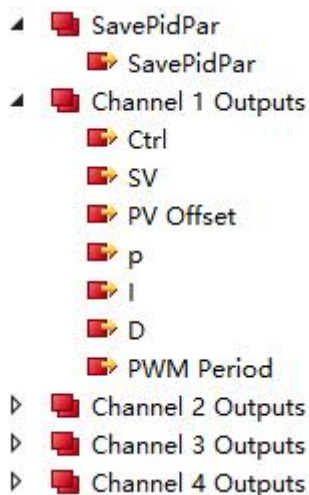 SavePidPar
SavePidPar
Channel 1 Outputs
Ctrl
SV
PV Offset
p
I
D
PWM Period
Channel 2 Outputs
Channel 3 Outputs
Channel 4 Outputs